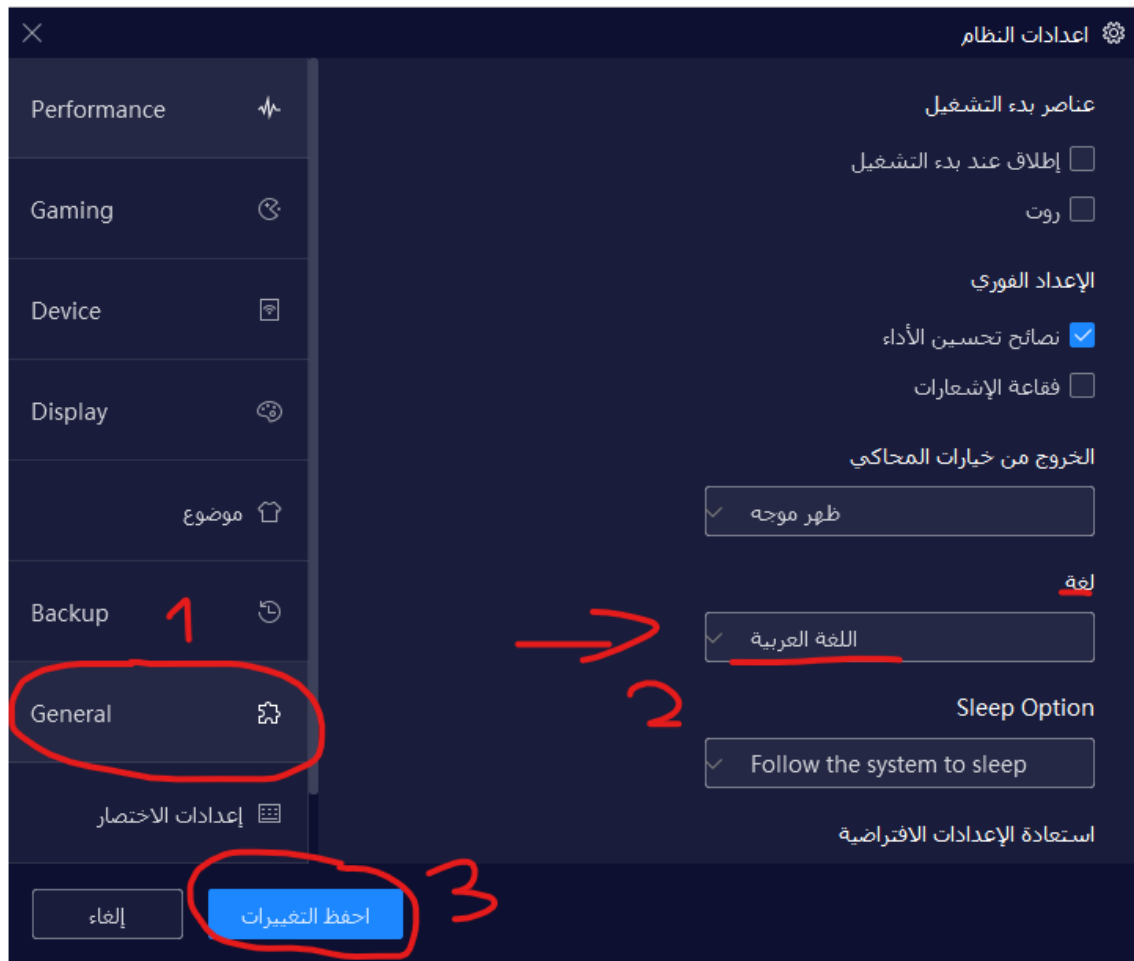 اعدادات النظام
Performance
Gaming
Device
Display
موضوع
Backup
1
General
إعدادات الاختصار
عناصر بدء التشغيل
إطلاق عند بدء التشغيل
روت
الإعداد الفوري
نصائح تحسين الأداء
فقاعة الإشعارات
الخروج من خيارات المحاكي
ظهر موجه
لغة
اللغة العربية
2
Sleep Option
Follow the system to sleep
استعادة الإعدادات الافتراضية
احفظ التغييرات
3
إلغاء